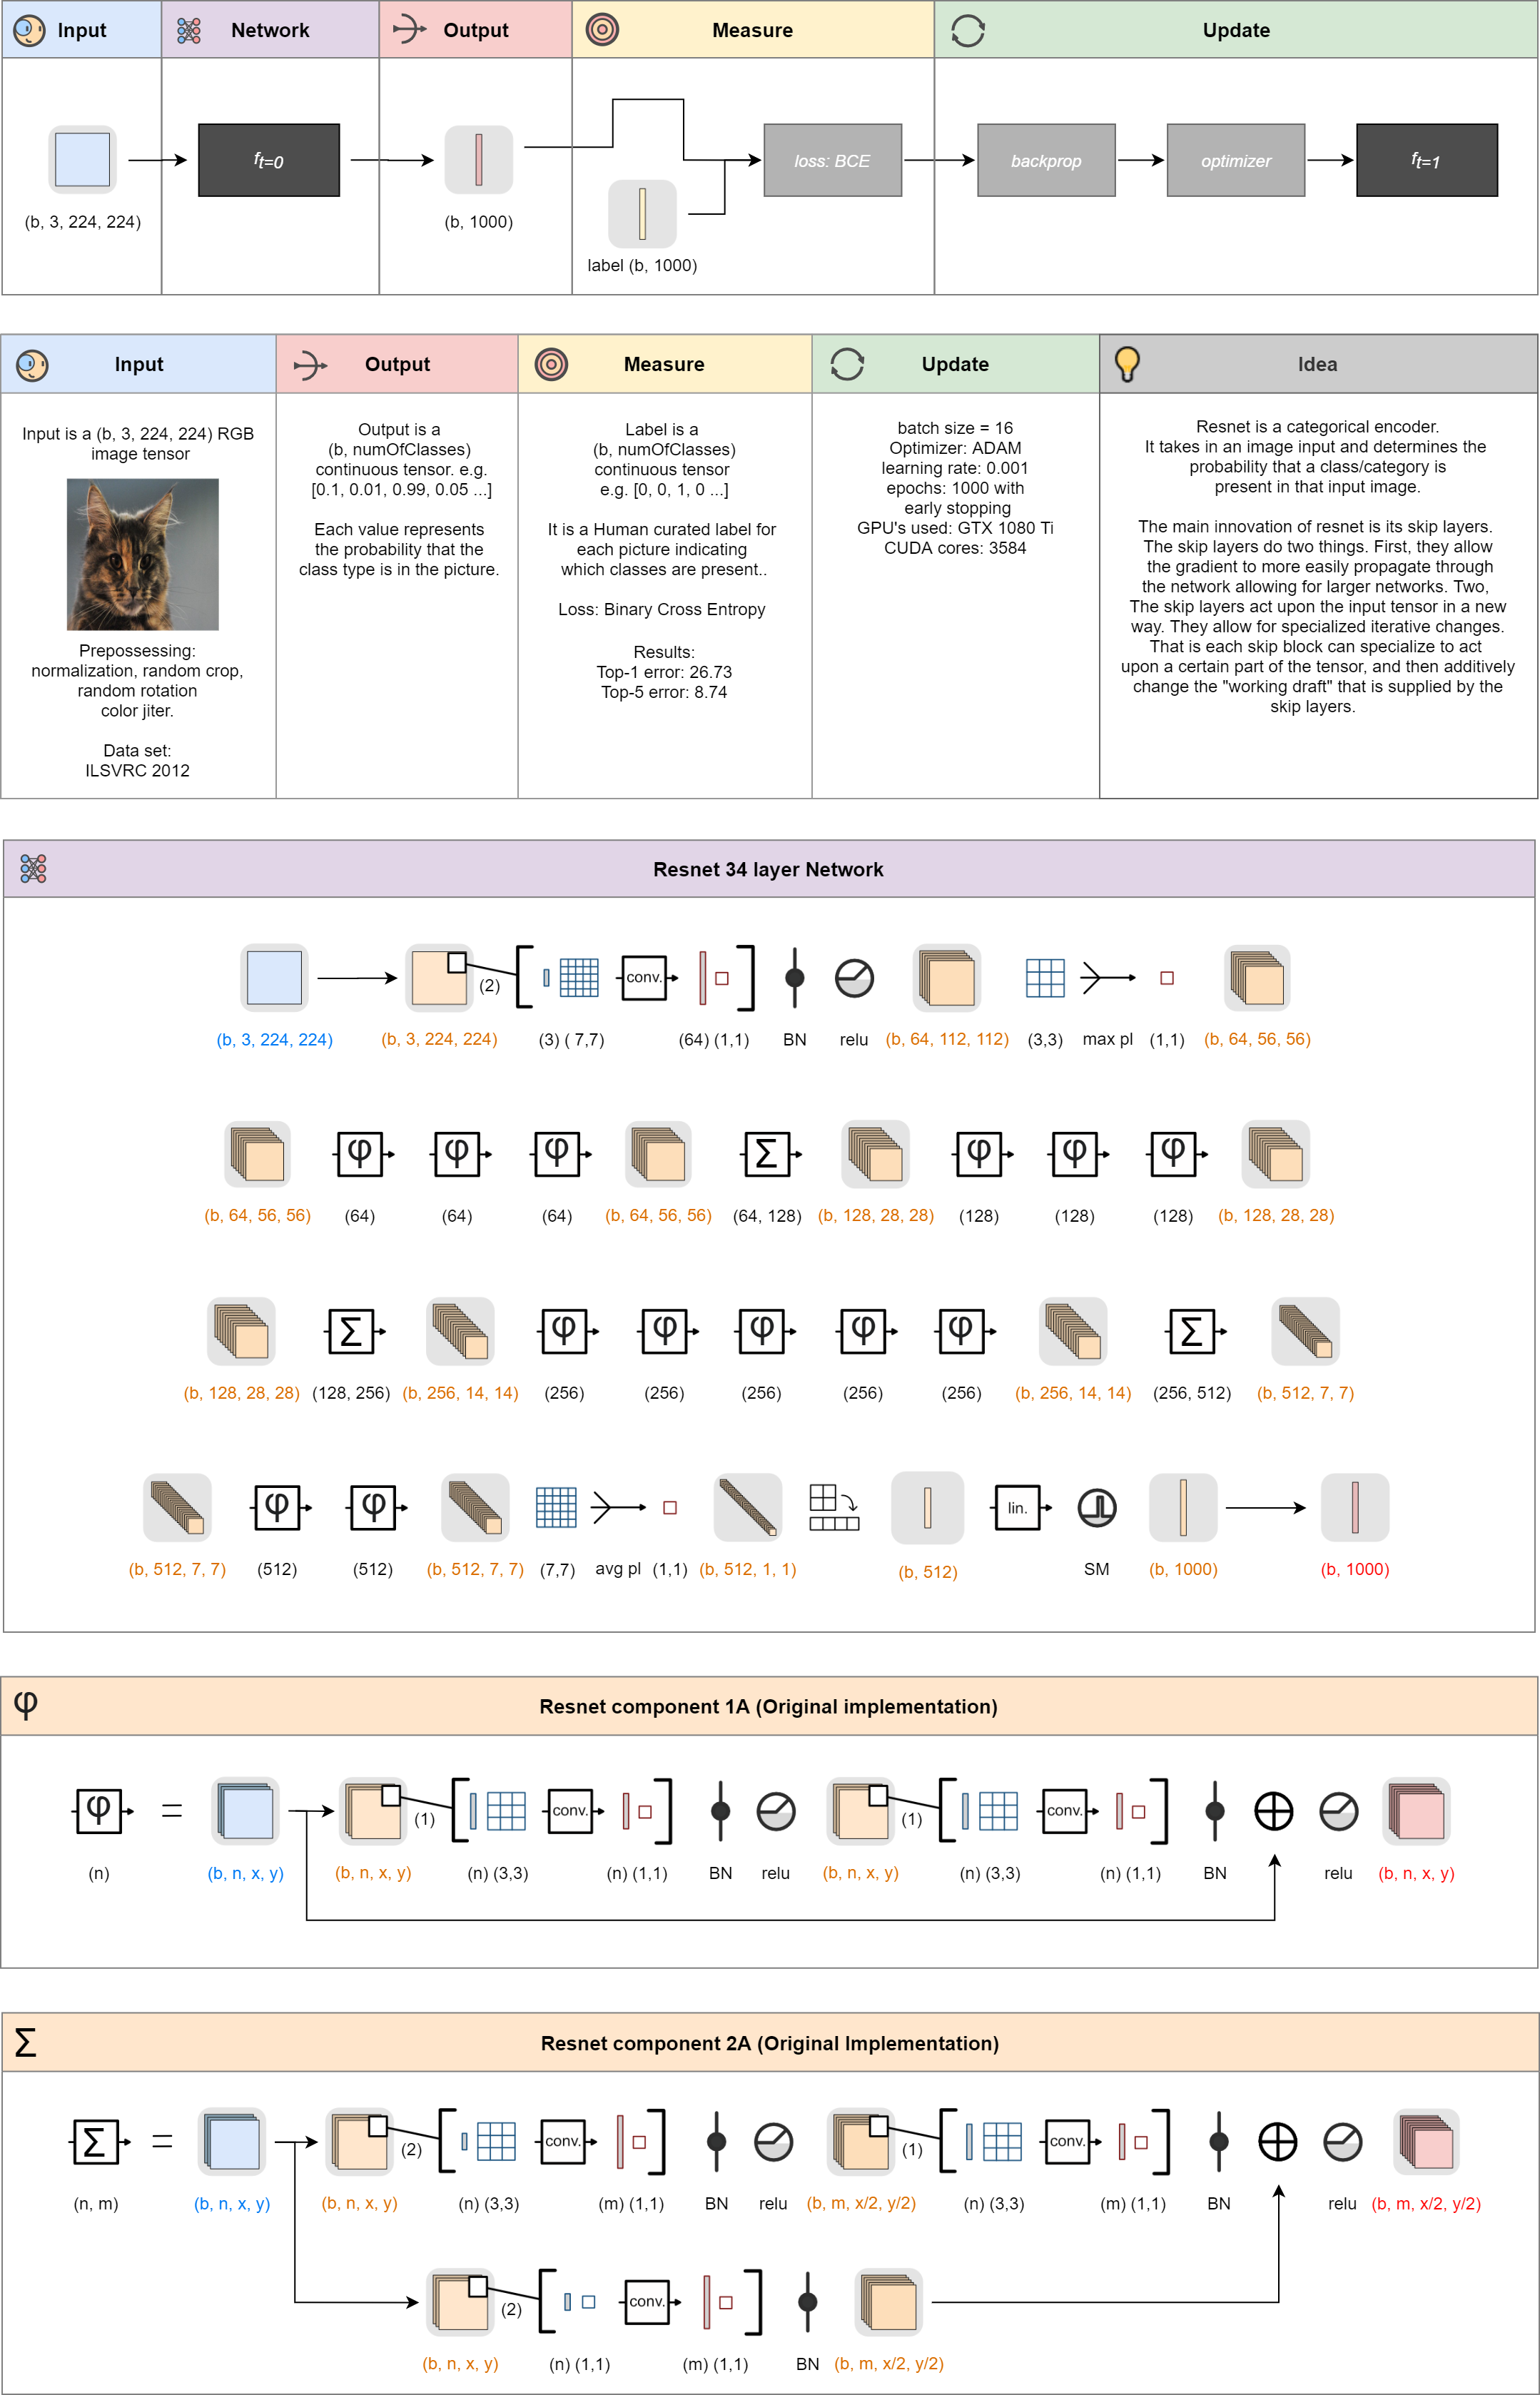 Input
Network
Output
Measure
Update
f t=0
loss: BCE
backprop
optimizer
f t=1
(b, 3, 224, 224)
(b, 1000)
label (b, 1000)
Input
Output
Measure
Update
Idea
Input is a (b, 3, 224, 224) RGB
image tensor
Prepossessing:
normalization, random crop,
random rotation
color jiter.
Data set:
ILSVRC 2012
Output is a
(b, numOfClasses)
continuous tensor. e.g.
[0.1, 0.01, 0.99, 0.05 ...]
Each value represents
the probability that the
class type is in the picture.
Label is a
(b, numOfClasses)
continuous tensor
e.g. [0, 0, 1, 0 ...]
It is a Human curated label for
each picture indicating
which classes are present..
Loss: Binary Cross Entropy
Results:
Top-1 error: 26.73
Top-5 error: 8.74
batch size = 16
Optimizer: ADAM
learning rate: 0.001
epochs: 1000 with
early stopping
GPU's used: GTX 1080 Ti
CUDA cores: 3584
Resnet is a categorical encoder.
It takes in an image input and determines the
probability that a class/category is
present in that input image.
The main innovation of resnet is its skip layers.
The skip layers do two things. First, they allow
the gradient to more easily propagate through
the network allowing for larger networks. Two,
The skip layers act upon the input tensor in a new
way. They allow for specialized iterative changes.
That is each skip block can specialize to act
upon a certain part of the tensor, and then additively
change the "working draft" that is supplied by the
skip layers.
Resnet 34 layer Network
(2) conv.
(b, 3, 224, 224) (b, 3, 224, 224) (3) ( 7,7) (64) (1,1) BN relu (b, 64, 112, 112) (3,3) max pl (1,1) (b, 64, 56, 56)
φ φ φ Σ φ φ φ
(b, 64, 56, 56) (64) (64) (64) (b, 64, 56, 56) (64, 128) (b, 128, 28, 28) (128) (128) (128) (b, 128, 28, 28)
Σ φ φ φ φ φ Σ
(b, 128, 28, 28) (128, 256) (b, 256, 14, 14) (256) (256) (256) (256) (256) (b, 256, 14, 14) (256, 512) (b, 512, 7, 7)
φ φ lin.
(b, 512, 7, 7) (512) (512) (b, 512, 7, 7) (7,7) avg pl (1,1) (b, 512, 1, 1) (b, 512) SM (b, 1000) (b, 1000)
φ Resnet component 1A (Original implementation)
φ = (1) conv. (1) conv.
(n) (b, n, x, y) (b, n, x, y) (n) (3,3) (n) (1,1) BN relu (b, n, x, y) (n) (3,3) (n) (1,1) BN relu (b, n, x, y)
Σ Resnet component 2A (Original Implementation)
Σ = (2) conv. (1) conv.
(n, m) (b, n, x, y) (b, n, x, y) (n) (3,3) (m) (1,1) BN relu (b, m, x/2, y/2) (n) (3,3) (m) (1,1) BN relu (b, m, x/2, y/2)
(2) conv.
(b, n, x, y) (n) (1,1) (m) (1,1) BN (b, m, x/2, y/2)